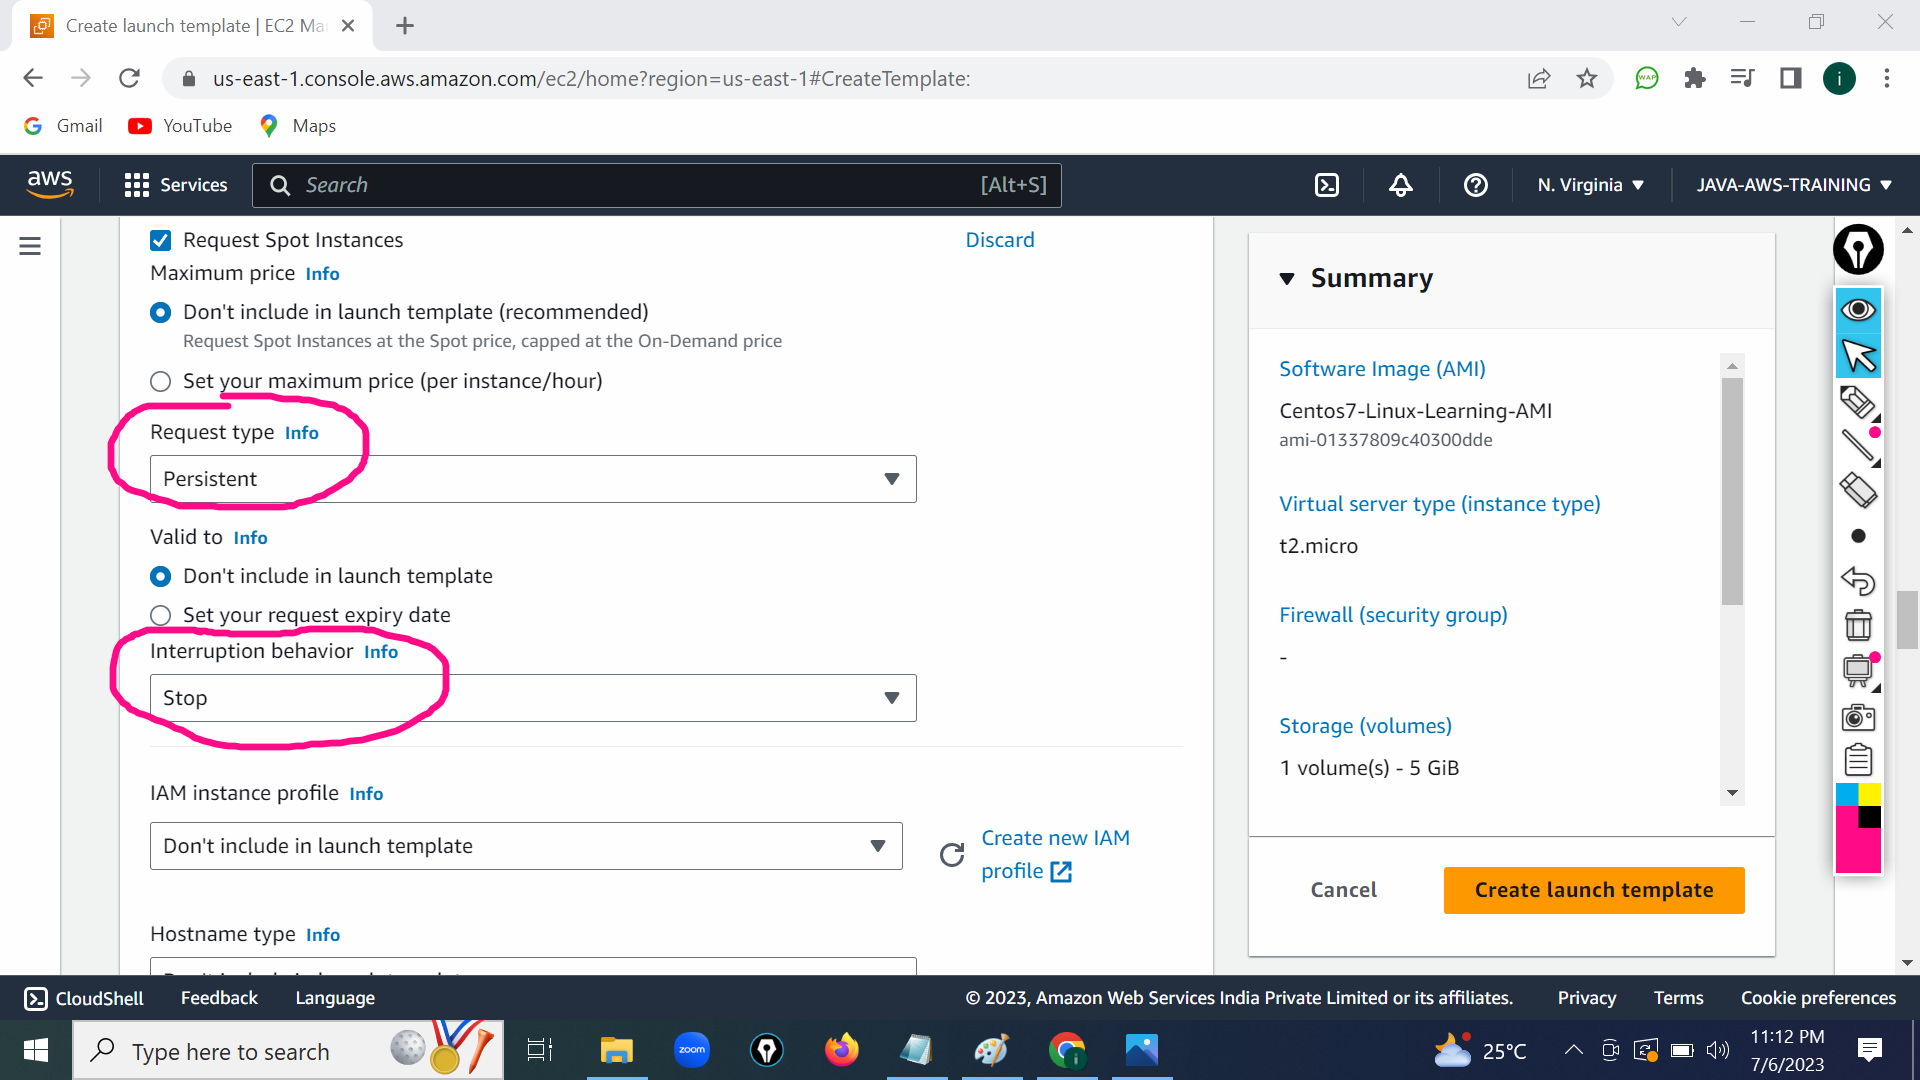 Create launch template | EC2 Ma
us-east-1.console.aws.amazon.com/ec2/home?region=us-east-1#CreateTemplate:
WAP
i
Gmail
YouTube
Maps
aws
Services
Search
[Alt+S]
N. Virginia
JAVA-AWS-TRAINING
Request Spot Instances
Discard
Maximum price Info
Don't include in launch template (recommended)
Request Spot Instances at the Spot price, capped at the On-Demand price
Set your maximum price (per instance/hour)
Request type Info
Persistent
Valid to Info
Don't include in launch template
Set your request expiry date
Interruption behavior Info
Stop
IAM instance profile Info
Don't include in launch template
Create new IAM
profile
Hostname type Info
Summary
Software Image (AMI)
Centos7-Linux-Learning-AMI
ami-01337809c40300dde
Virtual server type (instance type)
t2.micro
Firewall (security group)
-
Storage (volumes)
1 volume(s) - 5 GiB
Cancel
Create launch template
CloudShell
Feedback
Language
© 2023, Amazon Web Services India Private Limited or its affiliates.
Privacy
Terms
Cookie preferences
Type here to search
zoom
i
25°C
11:12 PM
7/6/2023